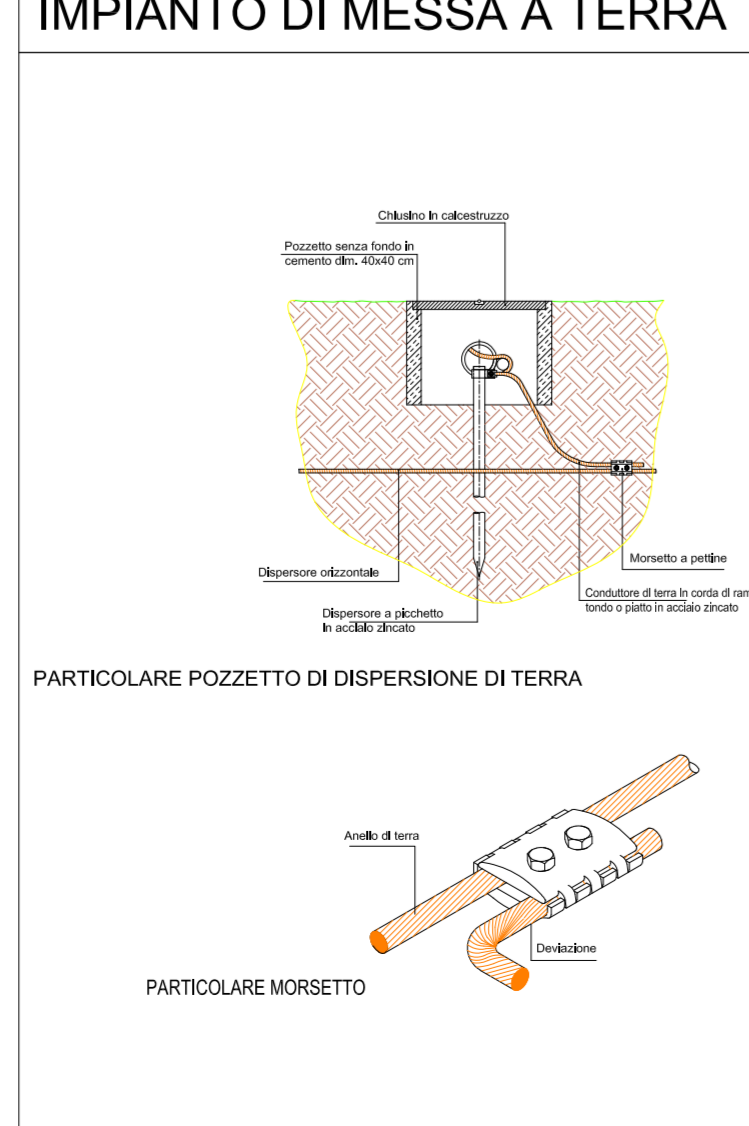 IMPIANTO DI MESSA A TERRA
Chiusino in calcestruzzo
Pozzetto senza fondo in
cemento dim. 40x40 cm
Morsetto a pettine
Dispersore orizzontale
Conduttore di terra in corda di ram
tondo o piatto in acciaio zincato
Dispersore a picchetto
in acciaio zincato
PARTICOLARE POZZETTO DI DISPERSIONE DI TERRA
Anello di terra
Deviazione
PARTICOLARE MORSETTO